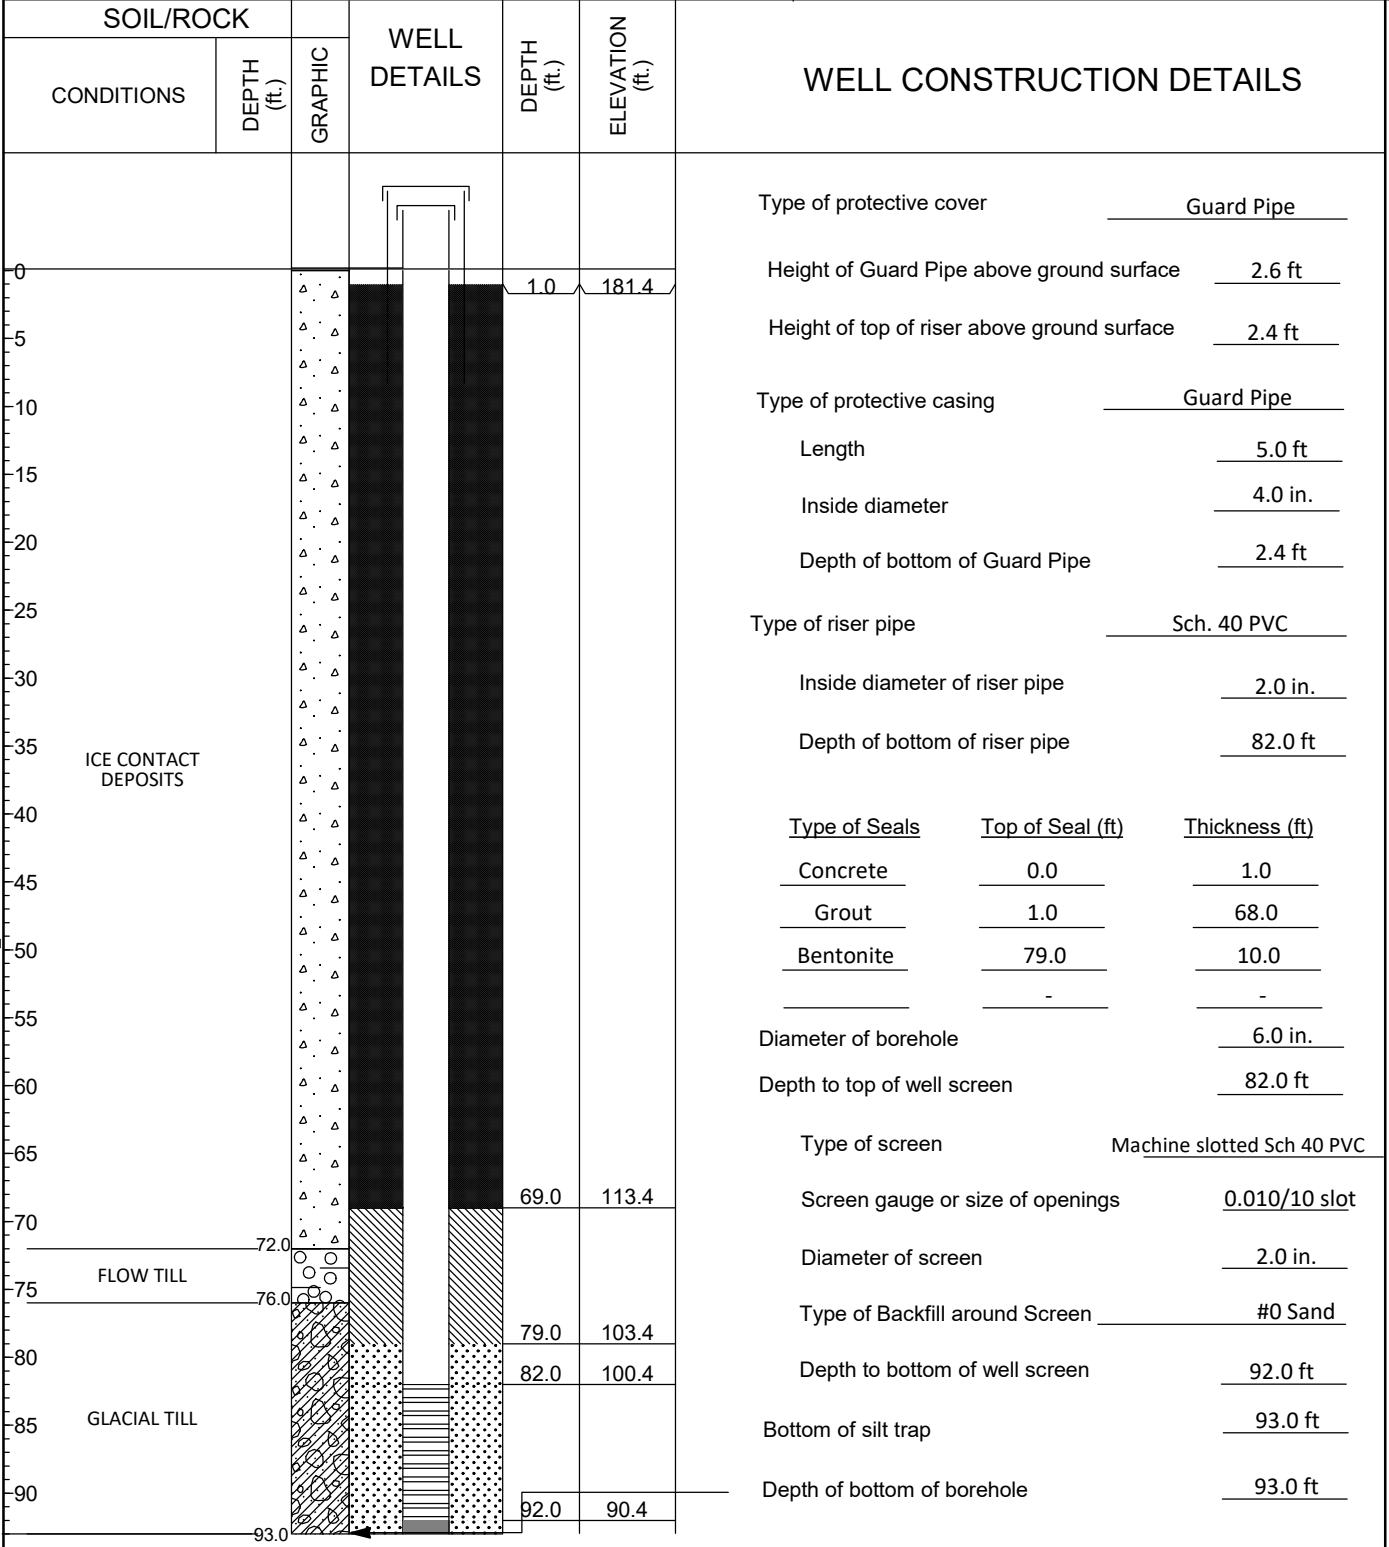 SOIL/ROCK
CONDITIONS
DEPTH
(ft.)
GRAPHIC
WELL
DETAILS
DEPTH
(ft.)
ELEVATION
(ft.)
WELL CONSTRUCTION DETAILS
0
5
10
15
20
25
30
35
40
45
50
55
60
65
70
75
80
85
90
ICE CONTACT
DEPOSITS
72.0
FLOW TILL
76.0
GLACIAL TILL
93.0
1.0 181.4
69.0 113.4
79.0 103.4
82.0 100.4
92.0 90.4
Type of protective cover Guard Pipe
Height of Guard Pipe above ground surface 2.6 ft
Height of top of riser above ground surface 2.4 ft
Type of protective casing Guard Pipe
Length 5.0 ft
Inside diameter 4.0 in.
Depth of bottom of Guard Pipe 2.4 ft
Type of riser pipe Sch. 40 PVC
Inside diameter of riser pipe 2.0 in.
Depth of bottom of riser pipe 82.0 ft
Type of Seals Top of Seal (ft) Thickness (ft)
Concrete 0.0 1.0
Grout 1.0 68.0
Bentonite 79.0 10.0
- -
Diameter of borehole 6.0 in.
Depth to top of well screen 82.0 ft
Type of screen Machine slotted Sch 40 PVC
Screen gauge or size of openings 0.010/10 slot
Diameter of screen 2.0 in.
Type of Backfill around Screen #0 Sand
Depth to bottom of well screen 92.0 ft
Bottom of silt trap 93.0 ft
Depth of bottom of borehole 93.0 ft